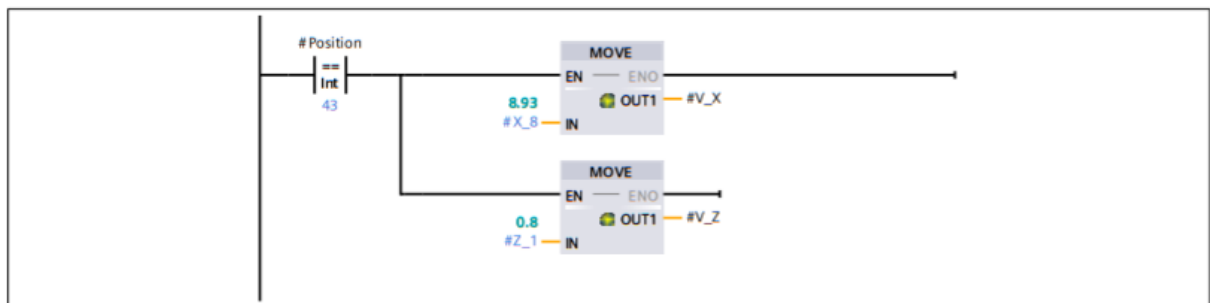 #Position
==
Int
43
MOVE
EN ENO
8.93
OUT1 #V_X
#X_8 IN
MOVE
EN ENO
0.8
OUT1 #V_Z
#Z_1 IN